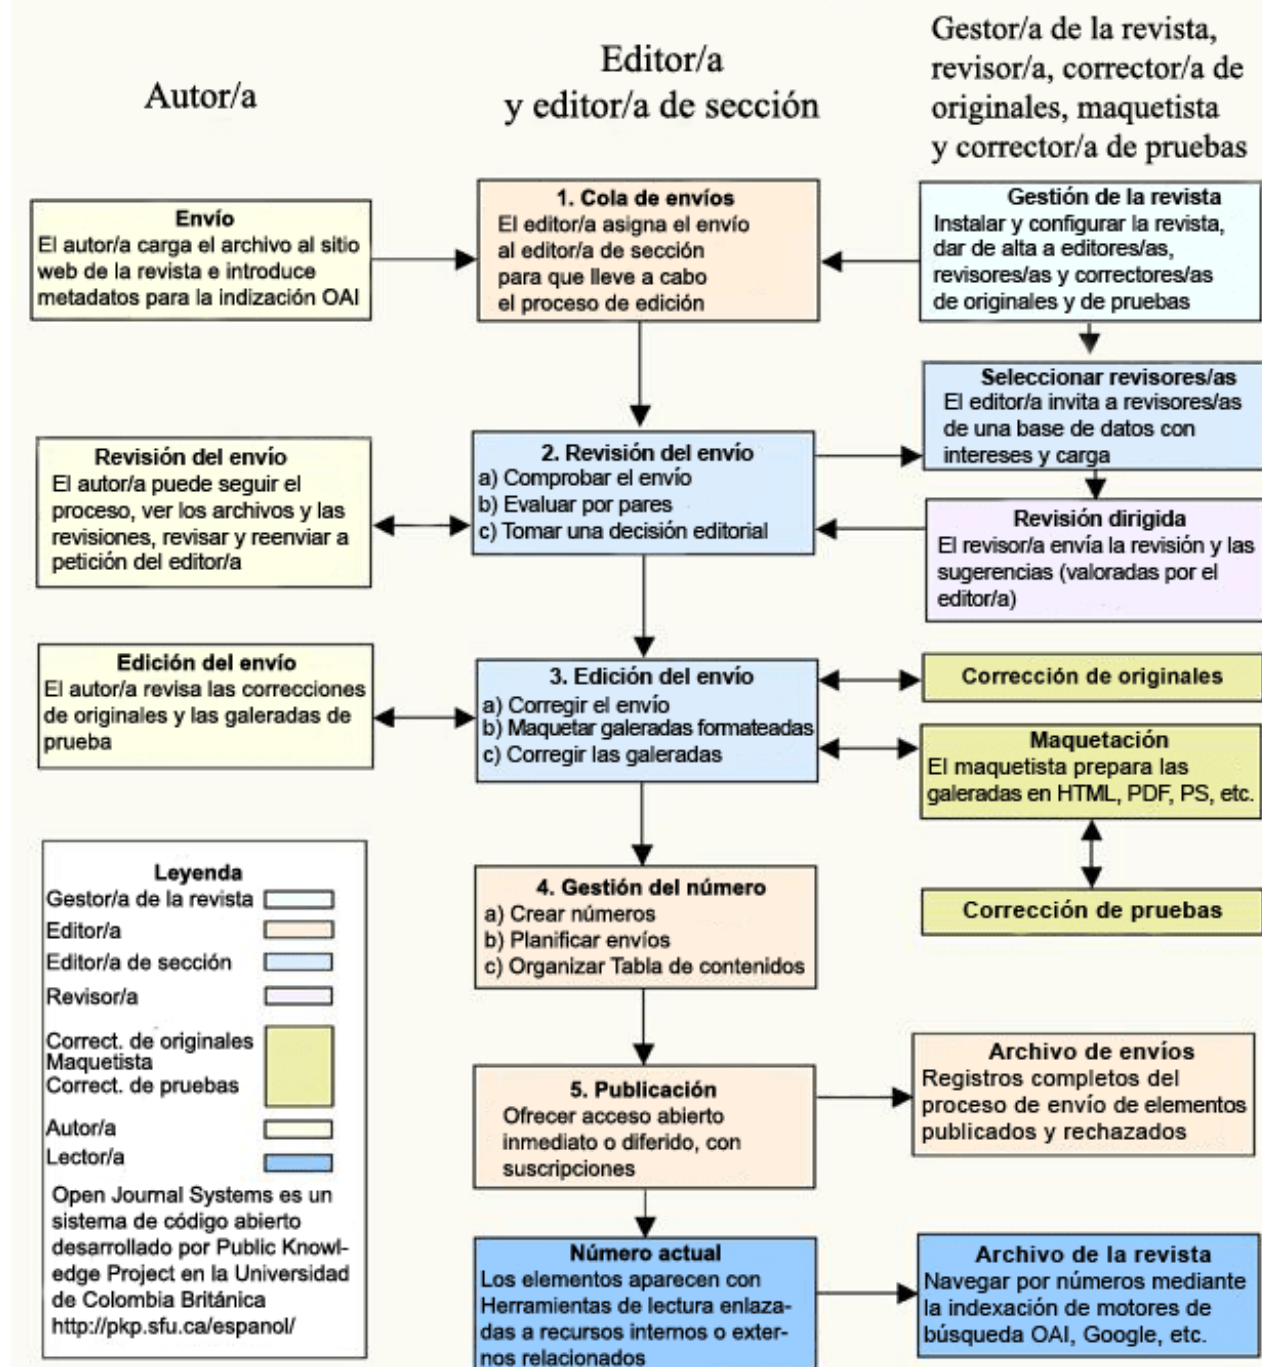 Autor/a
Editor/a
y editor/a de sección
Gestor/a de la revista,
revisor/a, corrector/a de
originales, maquetista
y corrector/a de pruebas
Envío
El autor/a carga el archivo al sitio
web de la revista e introduce
metadatos para la indización OAI
1. Cola de envíos
El editor/a asigna el envío
al editor/a de sección
para que lleve a cabo
el proceso de edición
Gestión de la revista
Instalar y configurar la revista,
dar de alta a editores/as,
revisores/as y correctores/as
de originales y de pruebas
Seleccionar revisores/as
El editor/a invita a revisores/as
de una base de datos con
intereses y carga
Revisión del envío
El autor/a puede seguir el
proceso, ver los archivos y las
revisiones, revisar y reenviar a
petición del editor/a
2. Revisión del envío
a) Comprobar el envío
b) Evaluar por pares
c) Tomar una decisión editorial
Revisión dirigida
El revisor/a envía la revisión y las
sugerencias (valoradas por el
editor/a)
Edición del envío
El autor/a revisa las correcciones
de originales y las galeradas de
prueba
3. Edición del envío
a) Corregir el envío
b) Maquetar galeradas formateadas
c) Corregir las galeradas
Corrección de originales
Maquetación
El maquetista prepara las
galeradas en HTML, PDF, PS, etc.
Corrección de pruebas
4. Gestión del número
a) Crear números
b) Planificar envíos
c) Organizar Tabla de contenidos
5. Publicación
Ofrecer acceso abierto
inmediato o diferido, con
suscripciones
Archivo de envíos
Registros completos del
proceso de envío de elementos
publicados y rechazados
Número actual
Los elementos aparecen con
Herramientas de lectura enlaza-
das a recursos internos o exter-
nos relacionados
Archivo de la revista
Navegar por números mediante
la indexación de motores de
búsqueda OAI, Google, etc.
Leyenda
Gestor/a de la revista
Editor/a
Editor/a de sección
Revisor/a
Correct. de originales
Maquetista
Correct. de pruebas
Autor/a
Lector/a
Open Journal Systems es un
sistema de código abierto
desarrollado por Public Knowl-
edge Project en la Universidad
de Colombia Británica
http://pkp.sfu.ca/espanol/